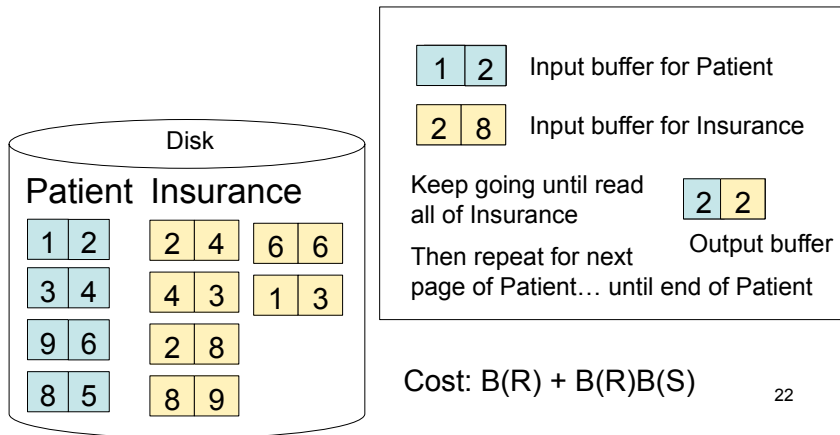 1 2 Input buffer for Patient
2 8 Input buffer for Insurance
Keep going until read
all of Insurance
2 2
Output buffer
Then repeat for next
page of Patient… until end of Patient
Disk
Patient Insurance
1 2 2 4 6 6
3 4 4 3 1 3
9 6 2 8
8 5 8 9
Cost: B(R) + B(R)B(S)
22